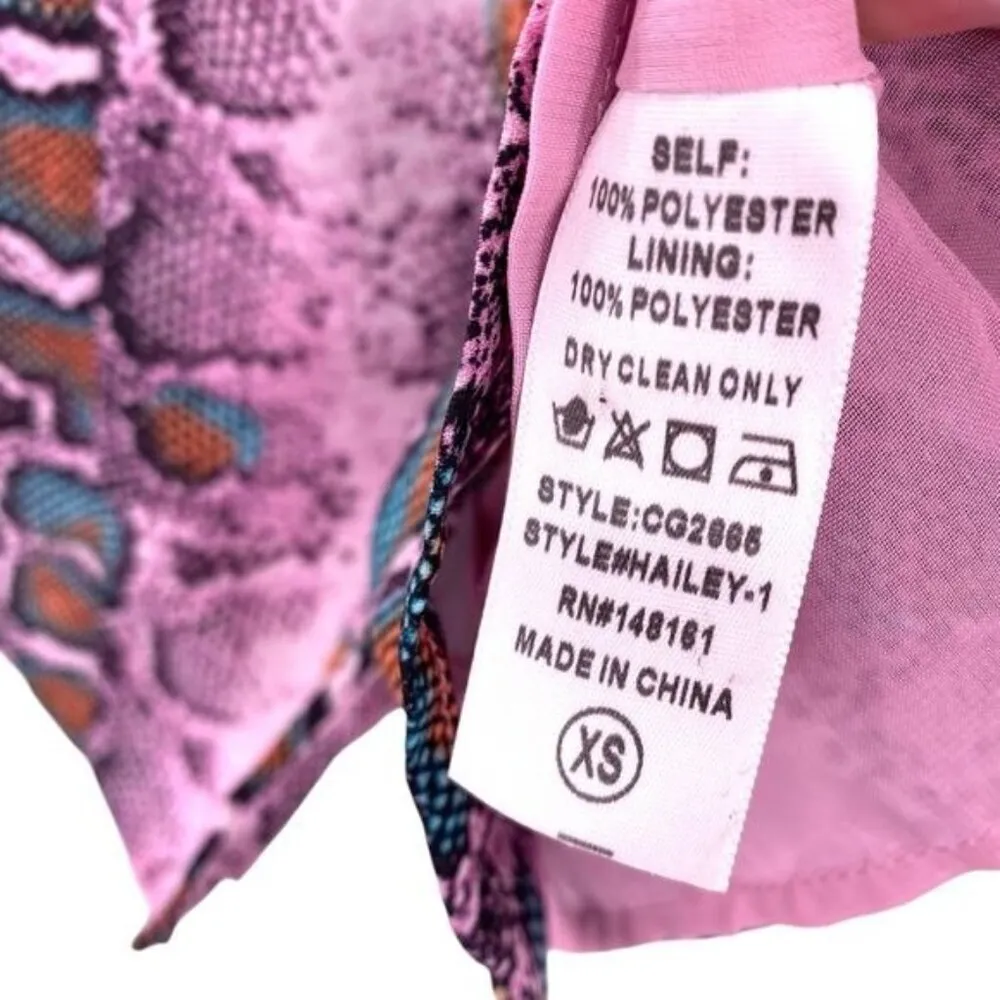 SELF:
100% POLYESTER
LINING:
100% POLYESTER
DRY CLEAN ONLY
STYLE:CG2665
STYLE#HAILEY-1
RN#148161
MADE IN CHINA
XS